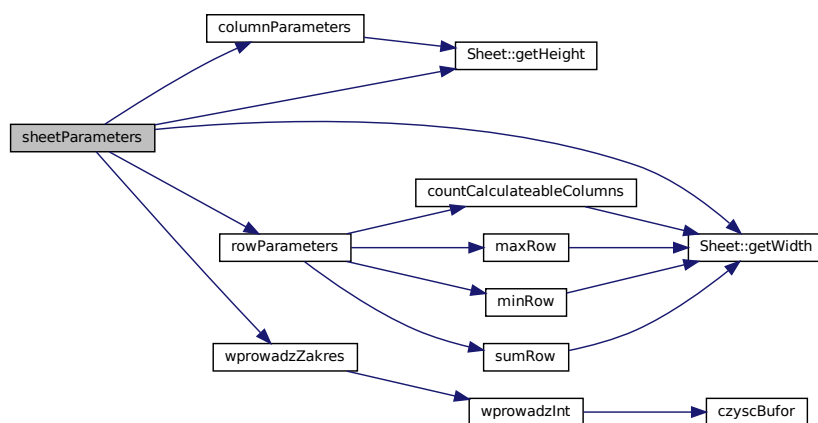 columnParameters
Sheet::getHeight
sheetParameters
countCalculateableColumns
rowParameters
maxRow
Sheet::getWidth
minRow
wprowadzZakres
sumRow
wprowadzInt
czyscBufor